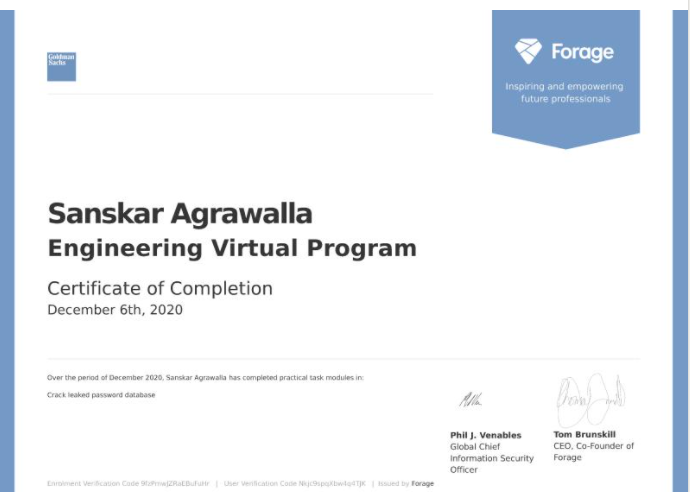 Goldman
Sachs
Forage
Inspiring and empowering
future professionals
Sanskar Agrawalla
Engineering Virtual Program
Certificate of Completion
December 6th, 2020
Over the period of December 2020, Sanskar Agrawalla has completed practical task modules in:
Crack leaked password database
Phil J. Venables
Global Chief
Information Security
Officer
Tom Brunskill
CEO, Co-Founder of
Forage
Enrolment Verification Code | User Verification Code | Issued by Forage